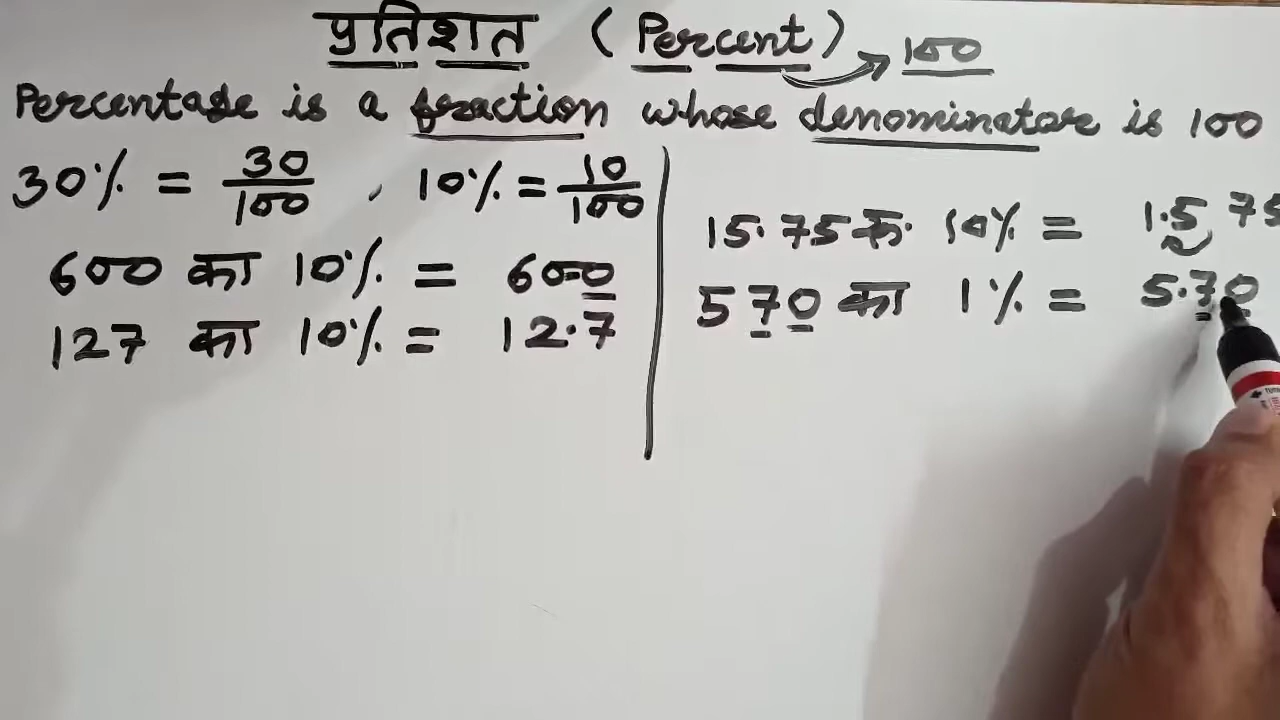 प्रतिशत (Percent) → 100
Percentage is a fraction whose denominator is 100
30% = 30/100 , 10% = 10/100
600 का 10% = 600
127 का 10% = 12.7
15.75 का 10% = 1.575
570 का 1% = 5.70